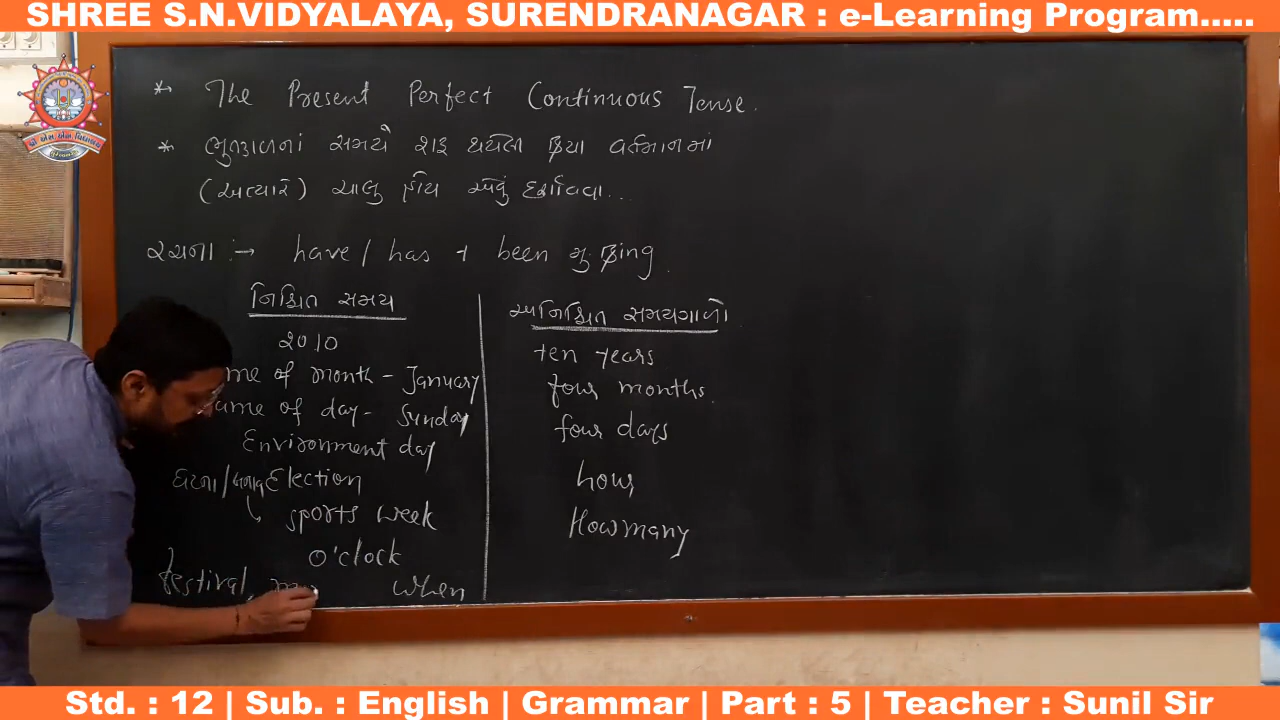 SHREE S.N.VIDYALAYA, SURENDRANAGAR : e-Learning Program.....
* The Present Perfect Continuous Tense.
* ભુતકાળનાં સમયે શરૂ થયેલી ક્રિયા વર્તમાનમાં
(અત્યારે) ચાલુ હોય એવું દર્શાવવા...
રચના :→ have / has + been નું ક્રિing.
નિશ્ચિત સમય
2010
me of month - January
ame of day - Sunday
Environment day
ઘટના / Election
sports week
o'clock
festival, when
અનિશ્ચિત સમયગાળો
ten years
four months.
four days
hour
How many
Std. : 12 | Sub. : English | Grammar | Part : 5 | Teacher : Sunil Sir